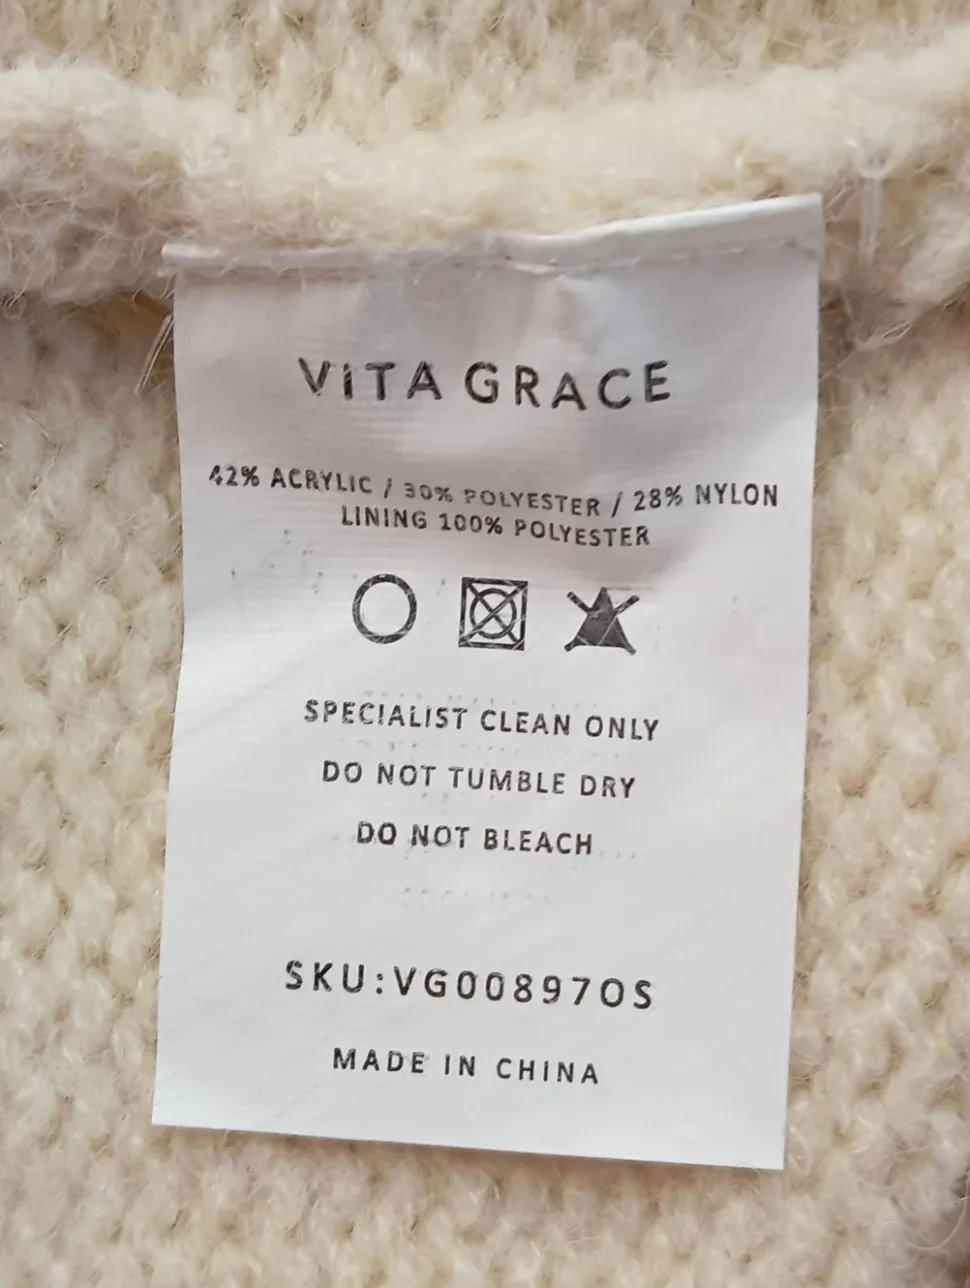 VITA GRACE
42% ACRYLIC / 30% POLYESTER / 28% NYLON
LINING 100% POLYESTER
SPECIALIST CLEAN ONLY
DO NOT TUMBLE DRY
DO NOT BLEACH
SKU:VG00897OS
MADE IN CHINA